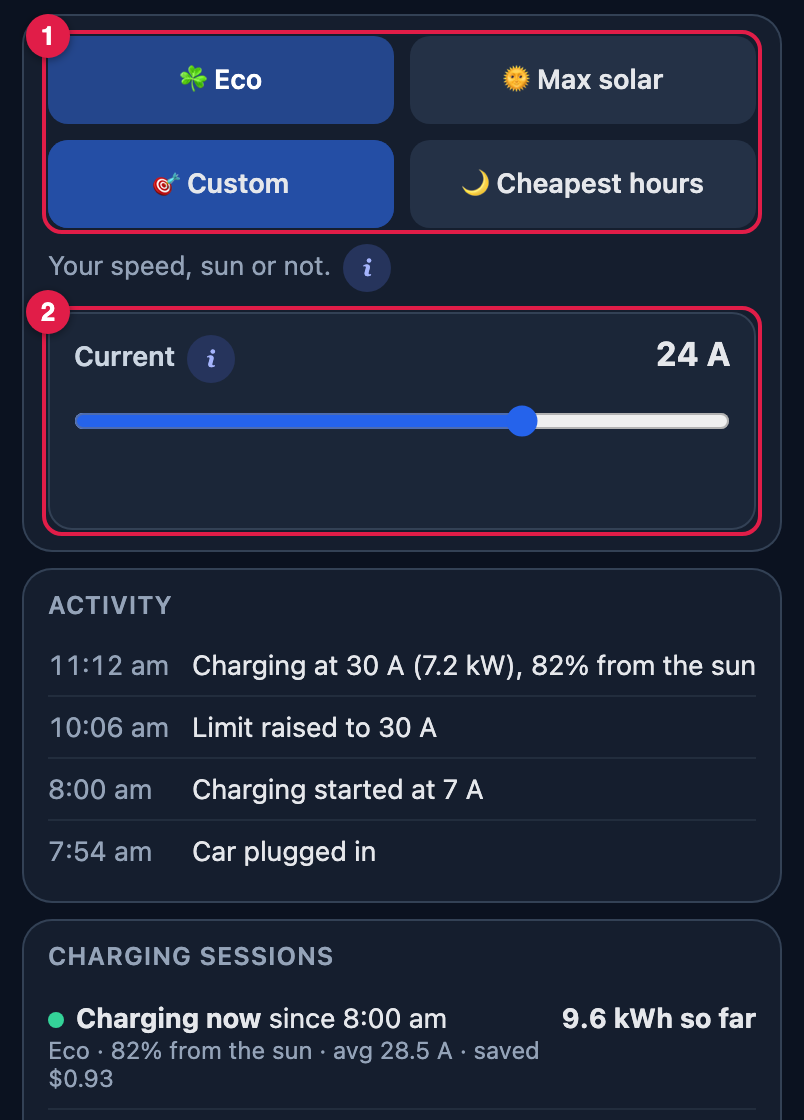 1
Eco
Max solar
Custom
Cheapest hours
Your speed, sun or not. i
2
Current i 24 A
ACTIVITY
11:12 am Charging at 30 A (7.2 kW), 82% from the sun
10:06 am Limit raised to 30 A
8:00 am Charging started at 7 A
7:54 am Car plugged in
CHARGING SESSIONS
Charging now since 8:00 am 9.6 kWh so far
Eco · 82% from the sun · avg 28.5 A · saved
$0.93